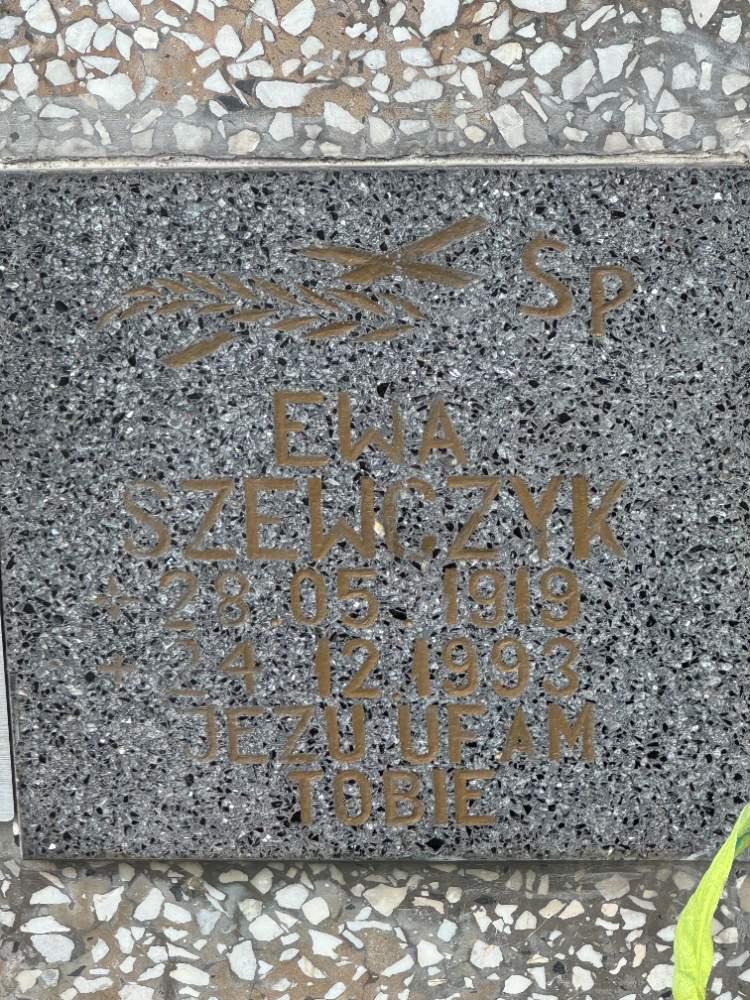 Sp
EWA
SZEWCZYK
+ 28.05.1919
+ 24.12.1993
JEZU UFAM
TOBIE